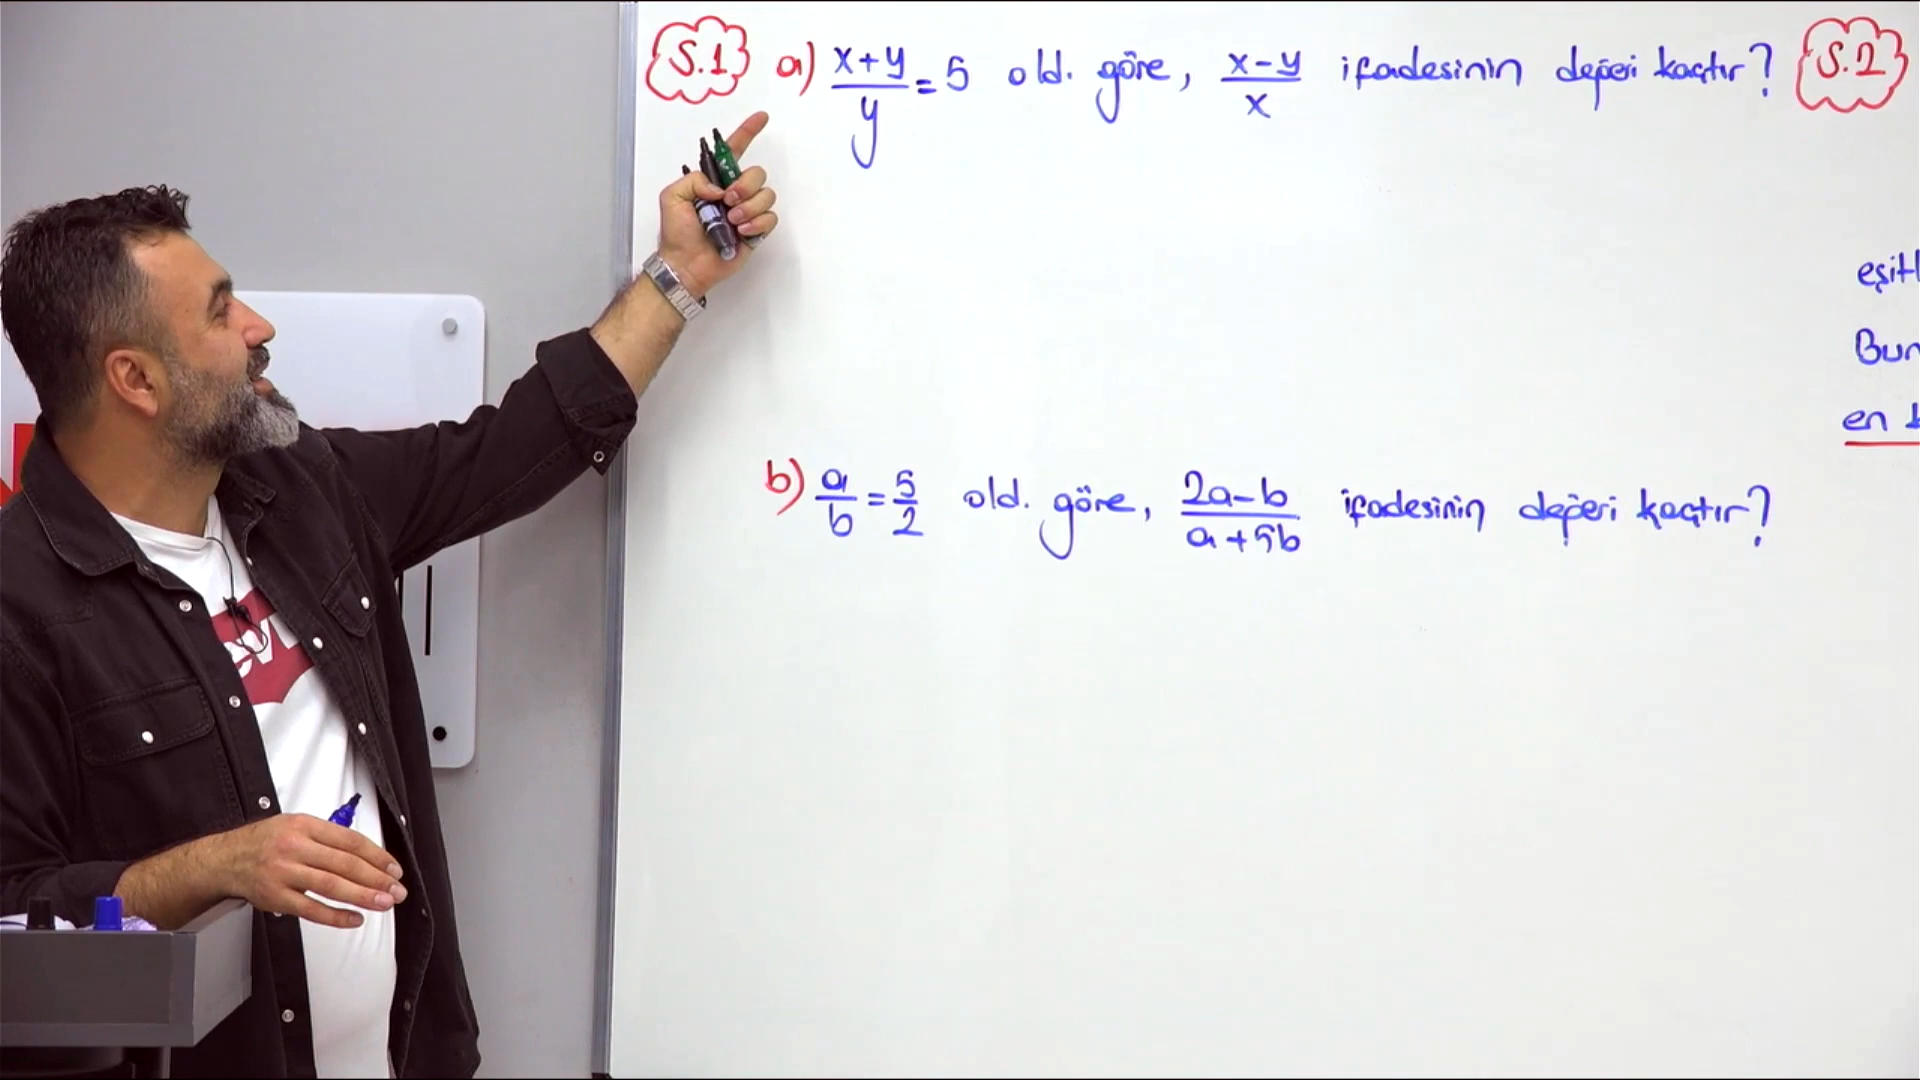 S.1 a) x+y/y = 5 old. göre, x-y/x ifadesinin değeri kaçtır? S.2
eşitl
Bun
en
b) a/b = 5/2 old. göre, 2a-b/a+5b ifadesinin değeri kaçtır?